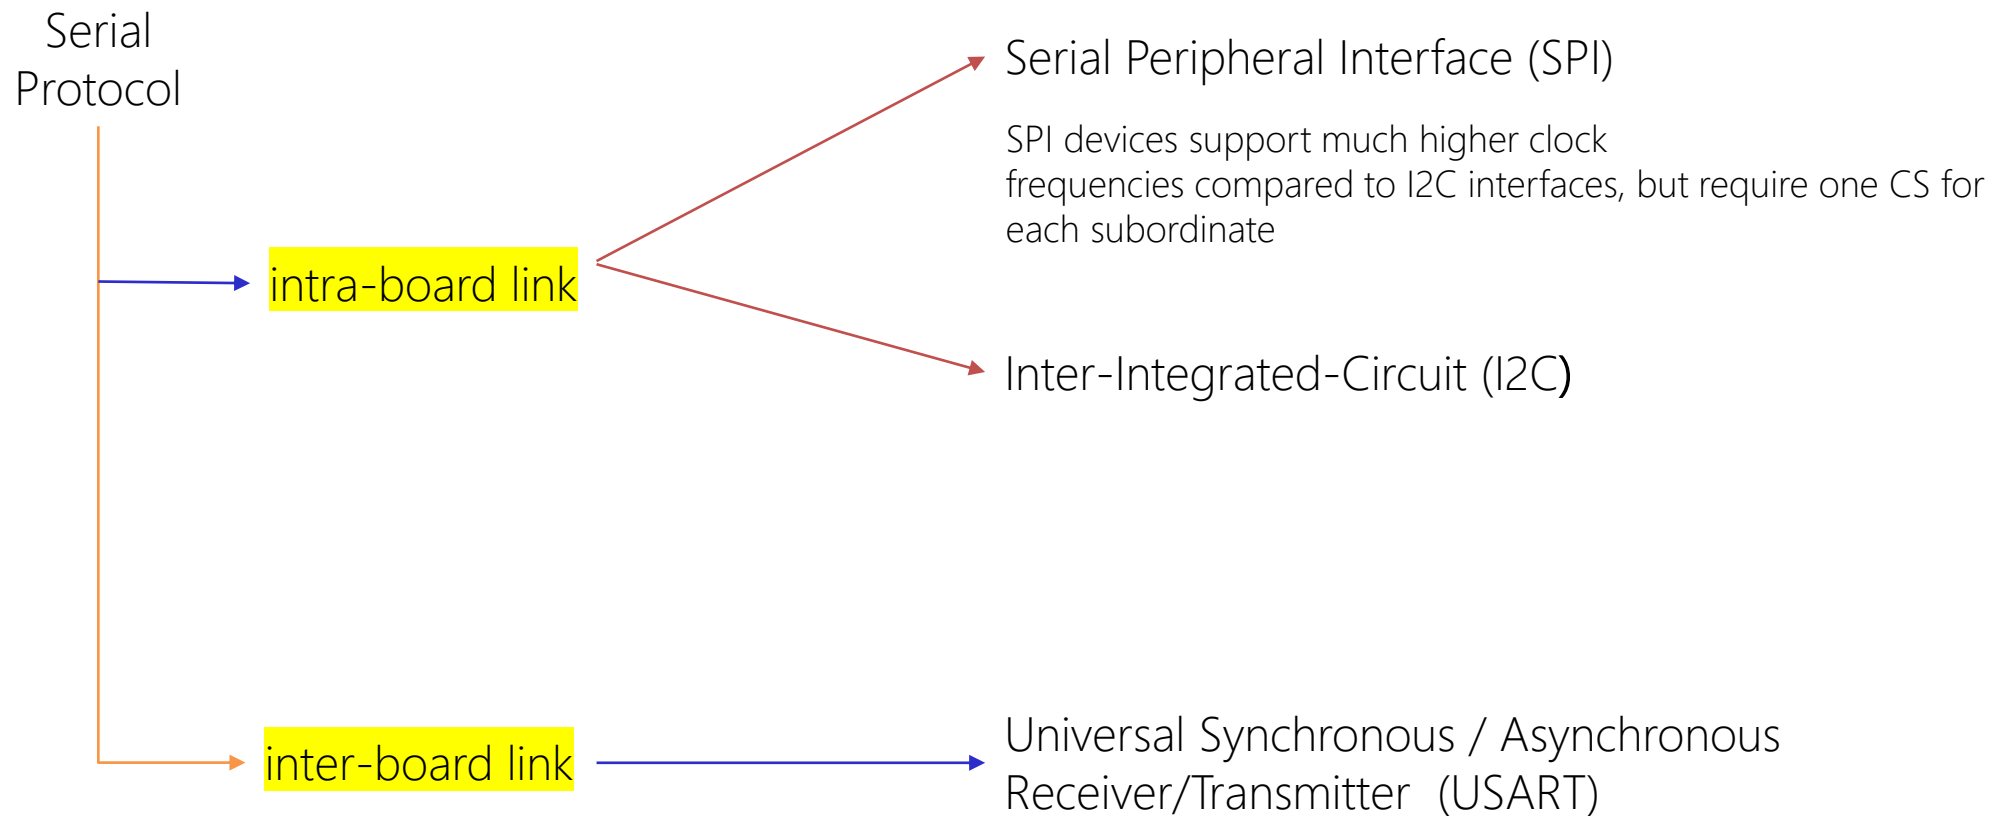 Serial
Protocol
Serial Peripheral Interface (SPI)
SPI devices support much higher clock
frequencies compared to I2C interfaces, but require one CS for
each subordinate
intra-board link
Inter-Integrated-Circuit (I2C)
inter-board link
Universal Synchronous / Asynchronous
Receiver/Transmitter (USART)